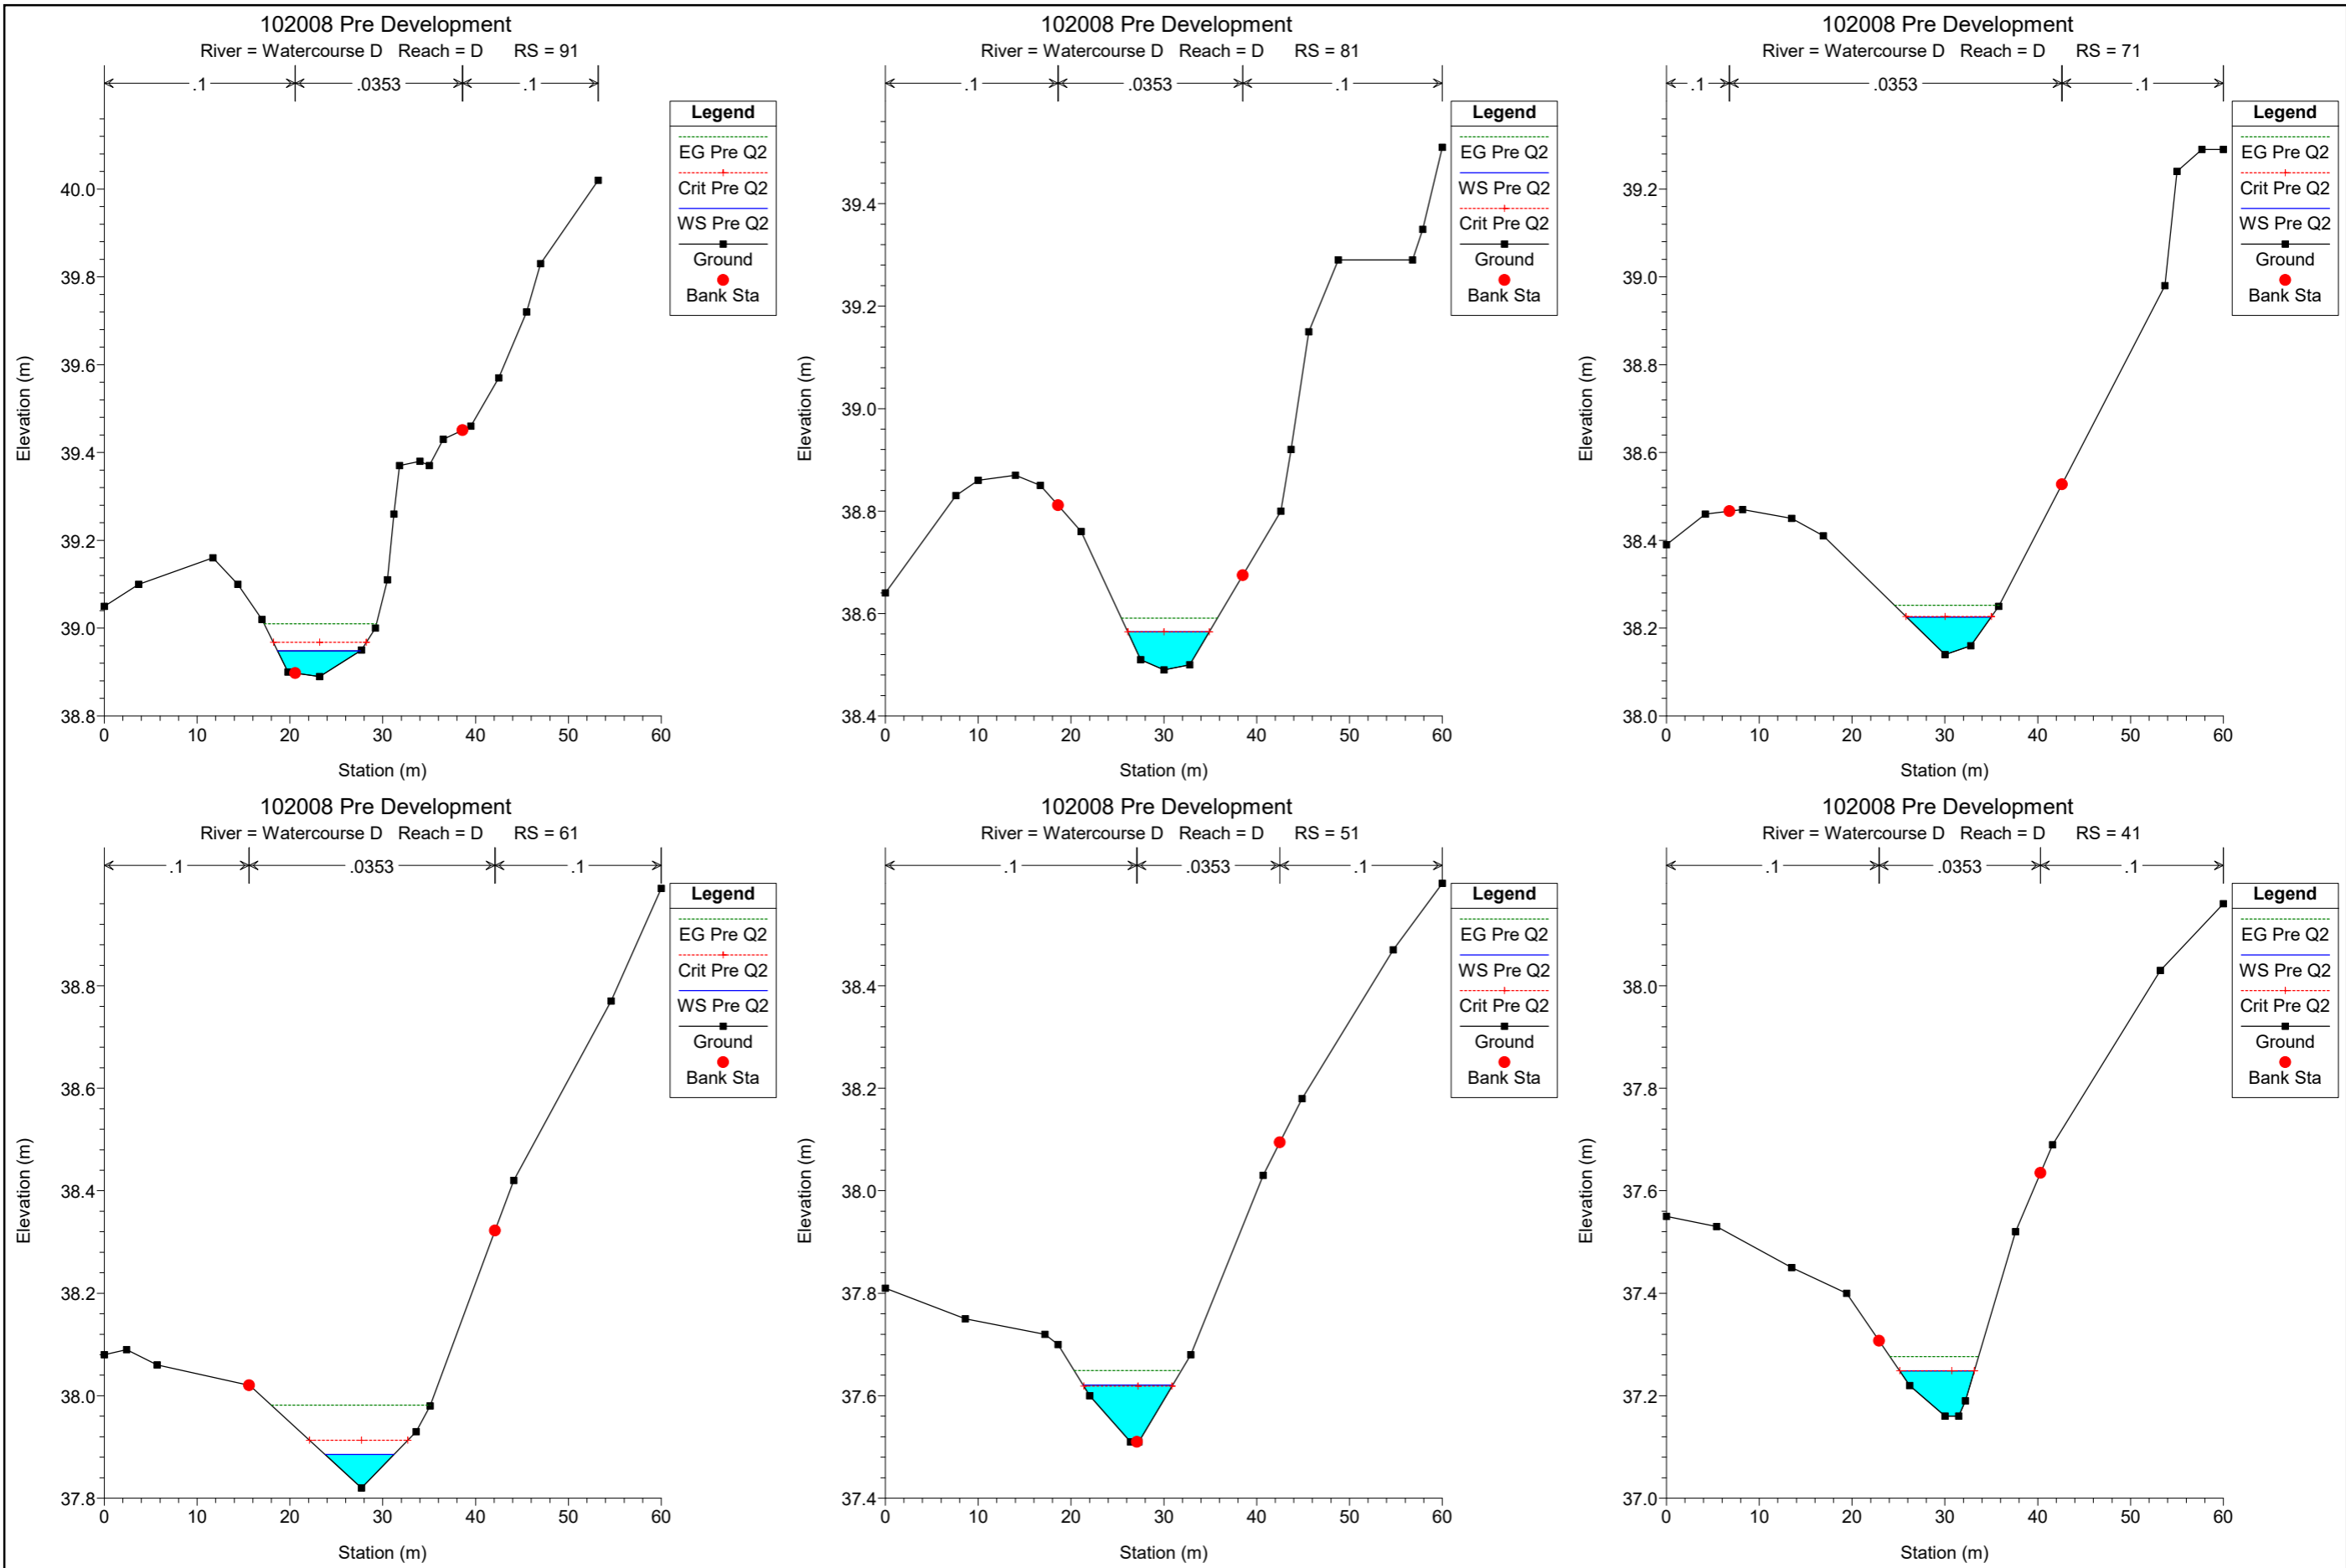 102008 Pre Development
River = Watercourse D   Reach = D      RS = 91
.1
.0353
.1
Legend
EG Pre Q2
Crit Pre Q2
WS Pre Q2
Ground
Bank Sta
40.0
39.8
39.6
39.4
39.2
39.0
38.8
Elevation (m)
0 10 20 30 40 50 60
Station (m)
102008 Pre Development
River = Watercourse D   Reach = D      RS = 81
.1
.0353
.1
Legend
EG Pre Q2
WS Pre Q2
Crit Pre Q2
Ground
Bank Sta
39.4
39.2
39.0
38.8
38.6
38.4
Elevation (m)
0 10 20 30 40 50 60
Station (m)
102008 Pre Development
River = Watercourse D   Reach = D      RS = 71
.1
.0353
.1
Legend
EG Pre Q2
Crit Pre Q2
WS Pre Q2
Ground
Bank Sta
39.2
39.0
38.8
38.6
38.4
38.2
38.0
Elevation (m)
0 10 20 30 40 50 60
Station (m)
102008 Pre Development
River = Watercourse D   Reach = D      RS = 61
.1
.0353
.1
Legend
EG Pre Q2
Crit Pre Q2
WS Pre Q2
Ground
Bank Sta
38.8
38.6
38.4
38.2
38.0
37.8
Elevation (m)
0 10 20 30 40 50 60
Station (m)
102008 Pre Development
River = Watercourse D   Reach = D      RS = 51
.1
.0353
.1
Legend
EG Pre Q2
WS Pre Q2
Crit Pre Q2
Ground
Bank Sta
38.4
38.2
38.0
37.8
37.6
37.4
Elevation (m)
0 10 20 30 40 50 60
Station (m)
102008 Pre Development
River = Watercourse D   Reach = D      RS = 41
.1
.0353
.1
Legend
EG Pre Q2
WS Pre Q2
Crit Pre Q2
Ground
Bank Sta
38.0
37.8
37.6
37.4
37.2
37.0
Elevation (m)
0 10 20 30 40 50 60
Station (m)